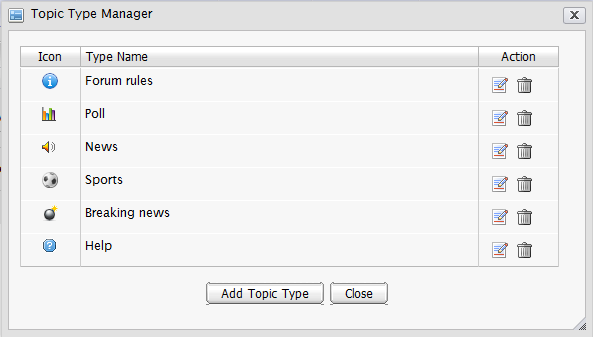 Topic Type Manager
Icon Type Name Action
Forum rules
Poll
News
Sports
Breaking news
Help
Add Topic Type Close